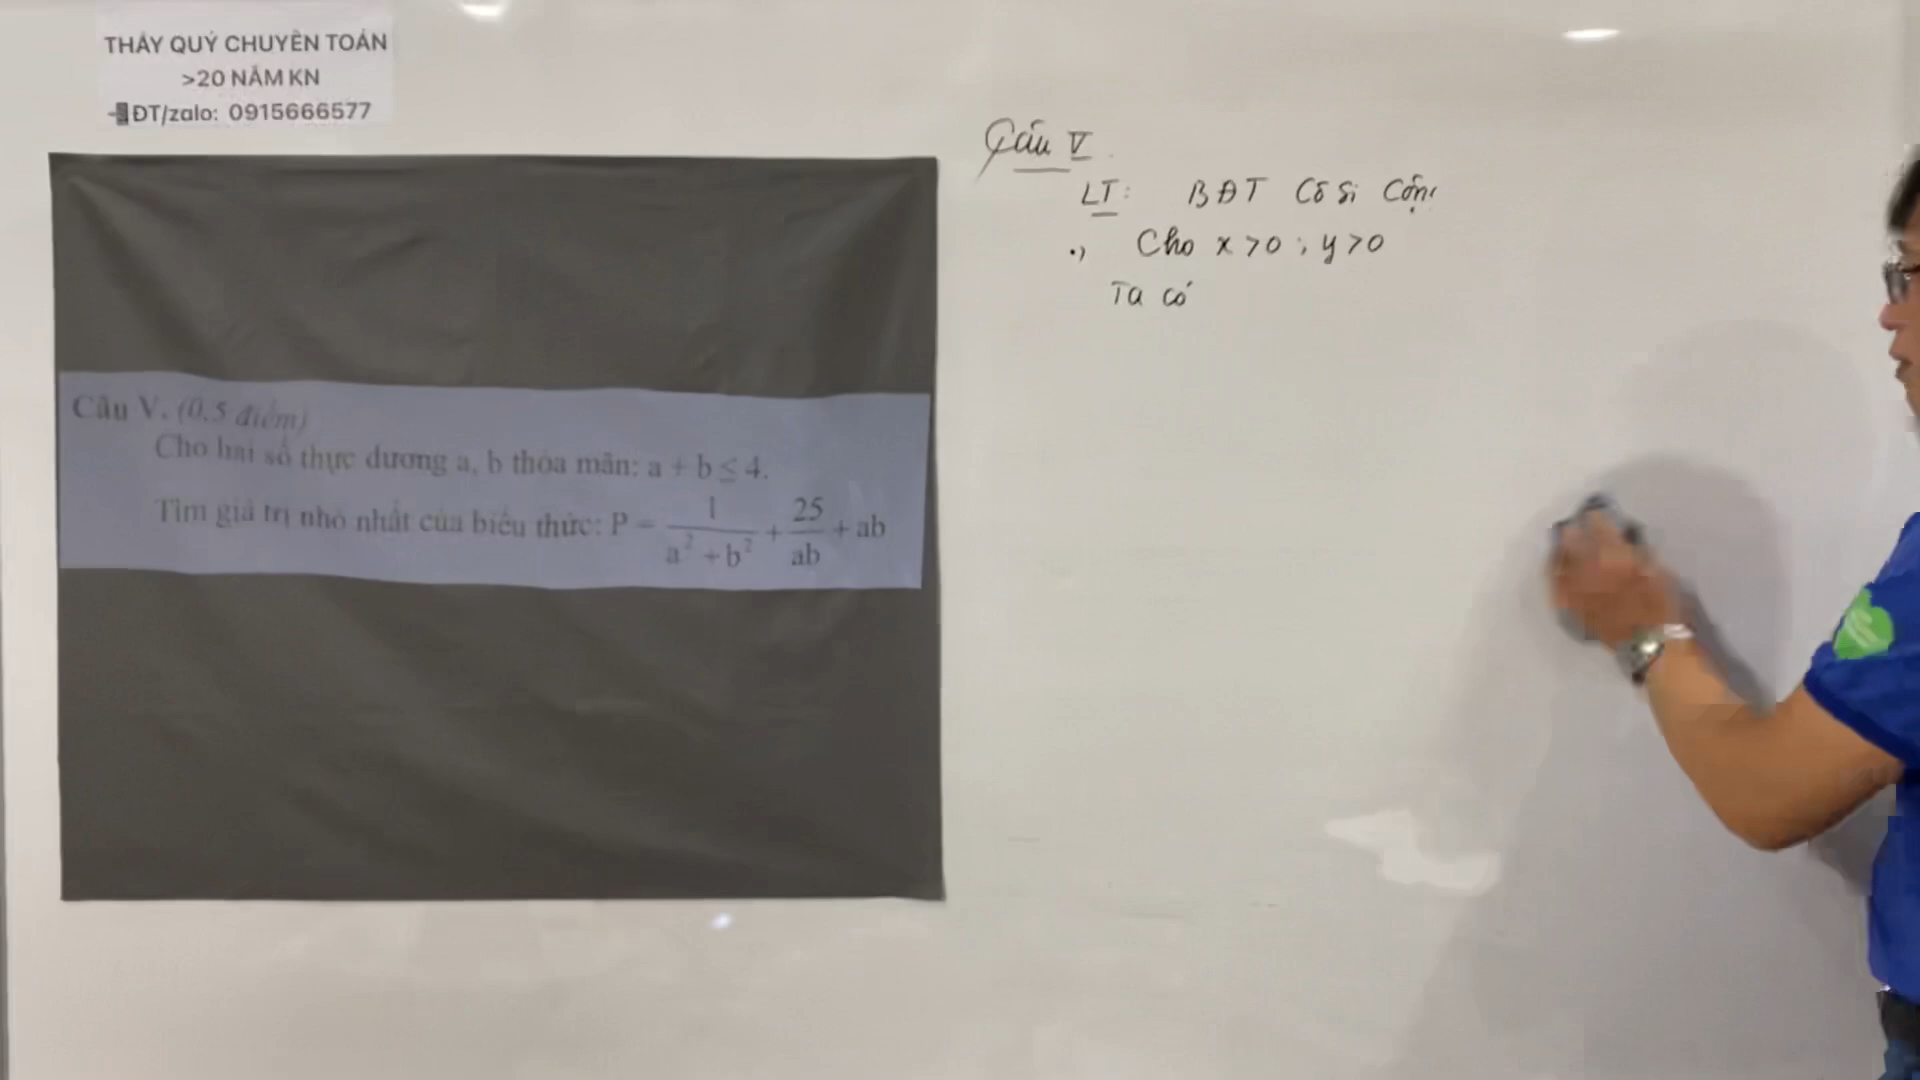 THẦY QUÝ CHUYÊN TOÁN
>20 NĂM KN
ĐT/zalo: 0915666577
Câu V. (0,5 điểm)
Cho hai số thực dương a, b thỏa mãn: a + b ≤ 4.
Tìm giá trị nhỏ nhất của biểu thức: P = 1/(a² + b²) + 25/ab + ab
Câu V.
LT: BĐT Cô Si Cộng
., Cho x > 0 ; y > 0
Ta có